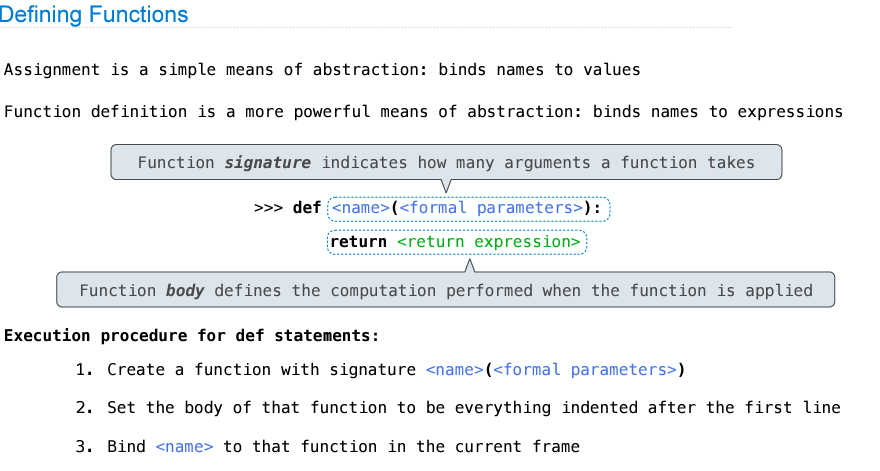 Defining Functions
Assignment is a simple means of abstraction: binds names to values
Function definition is a more powerful means of abstraction: binds names to expressions
Function signature indicates how many arguments a function takes
>>> def <name>(<formal parameters>):
return <return expression>
Function body defines the computation performed when the function is applied
Execution procedure for def statements:
1. Create a function with signature <name>(<formal parameters>)
2. Set the body of that function to be everything indented after the first line
3. Bind <name> to that function in the current frame